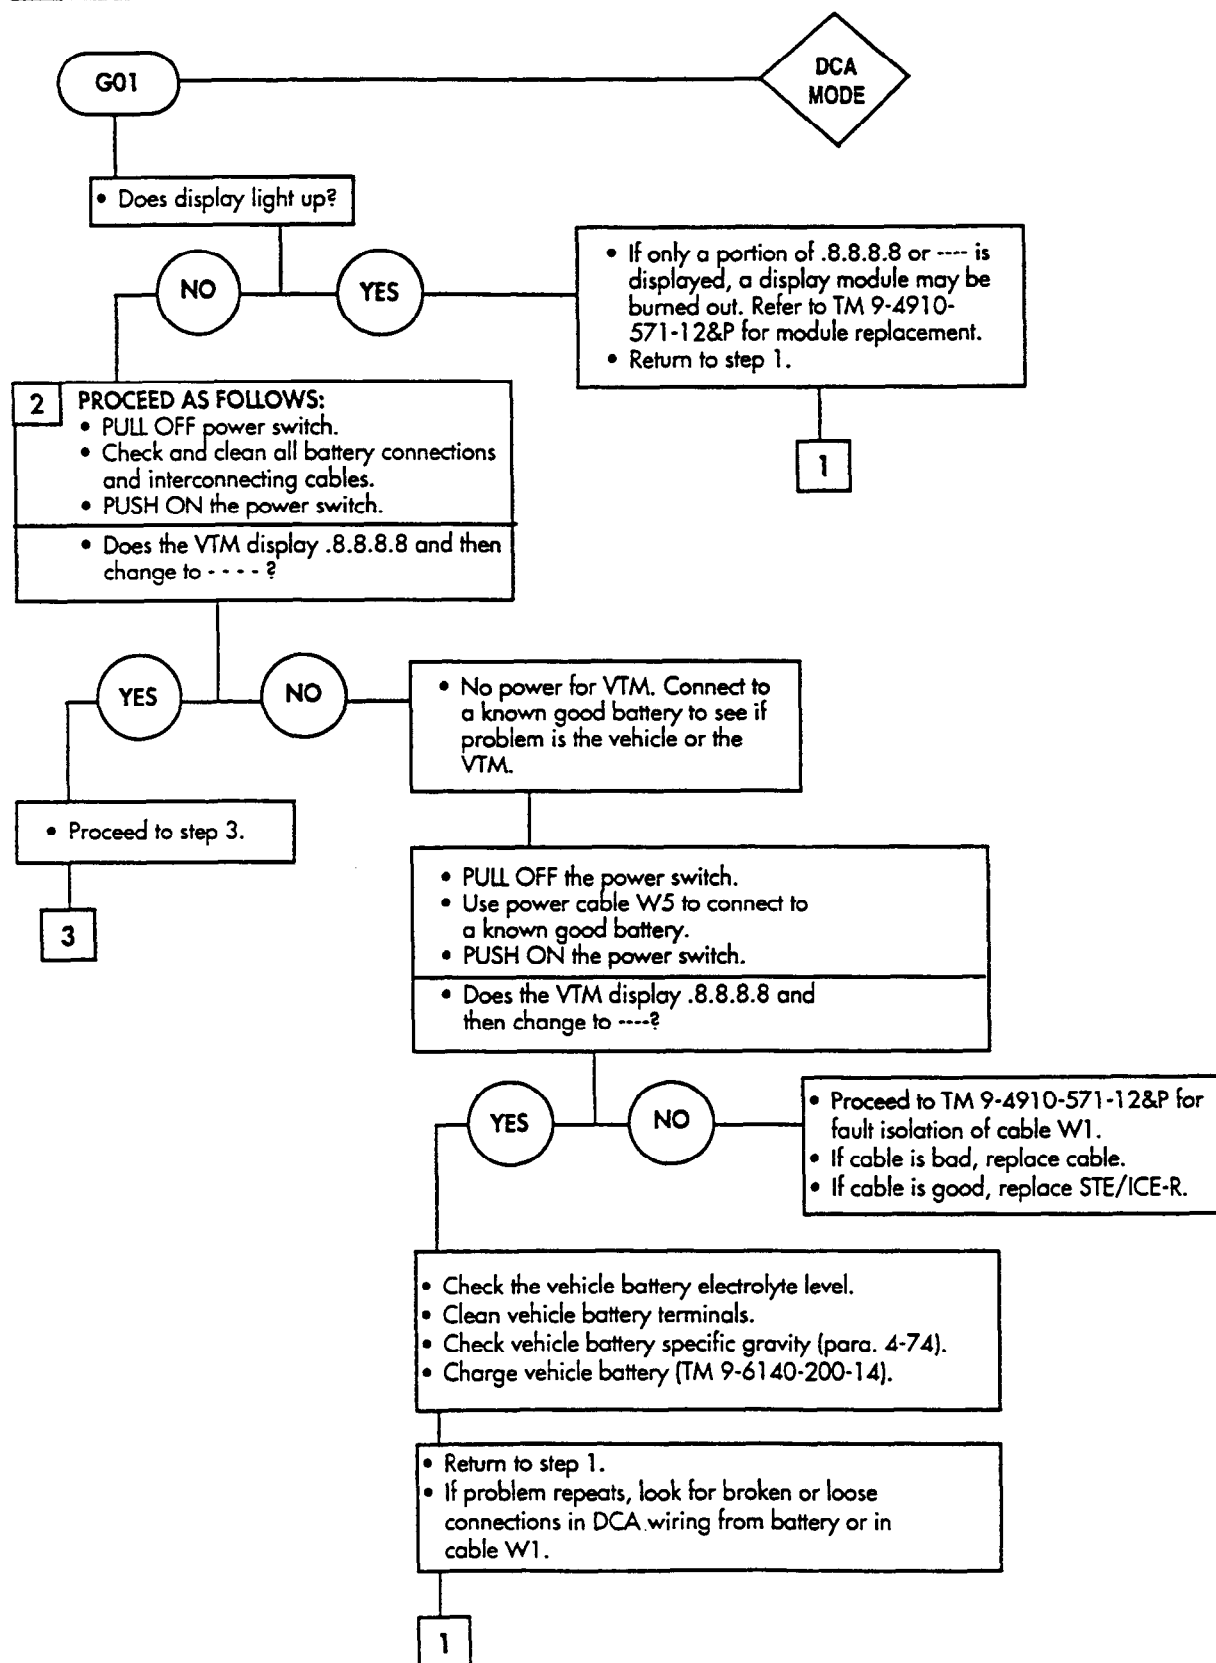 G01
DCA
MODE
• Does display light up?
NO
YES
• If only a portion of .8.8.8.8 or ---- is
displayed, a display module may be
burned out. Refer to TM 9-4910-
571-12&P for module replacement.
• Return to step 1.
1
2
PROCEED AS FOLLOWS:
• PULL OFF power switch.
• Check and clean all battery connections
and interconnecting cables.
• PUSH ON the power switch.
• Does the VTM display .8.8.8.8 and then
change to - - - - ?
YES
NO
• No power for VTM. Connect to
a known good battery to see if
problem is the vehicle or the
VTM.
• Proceed to step 3.
3
• PULL OFF the power switch.
• Use power cable W5 to connect to
a known good battery.
• PUSH ON the power switch.
• Does the VTM display .8.8.8.8 and
then change to ----?
YES
NO
• Proceed to TM 9-4910-571-12&P for
fault isolation of cable W1.
• If cable is bad, replace cable.
• If cable is good, replace STE/ICE-R.
• Check the vehicle battery electrolyte level.
• Clean vehicle battery terminals.
• Check vehicle battery specific gravity (para. 4-74).
• Charge vehicle battery (TM 9-6140-200-14).
• Return to step 1.
• If problem repeats, look for broken or loose
connections in DCA wiring from battery or in
cable W1.
1